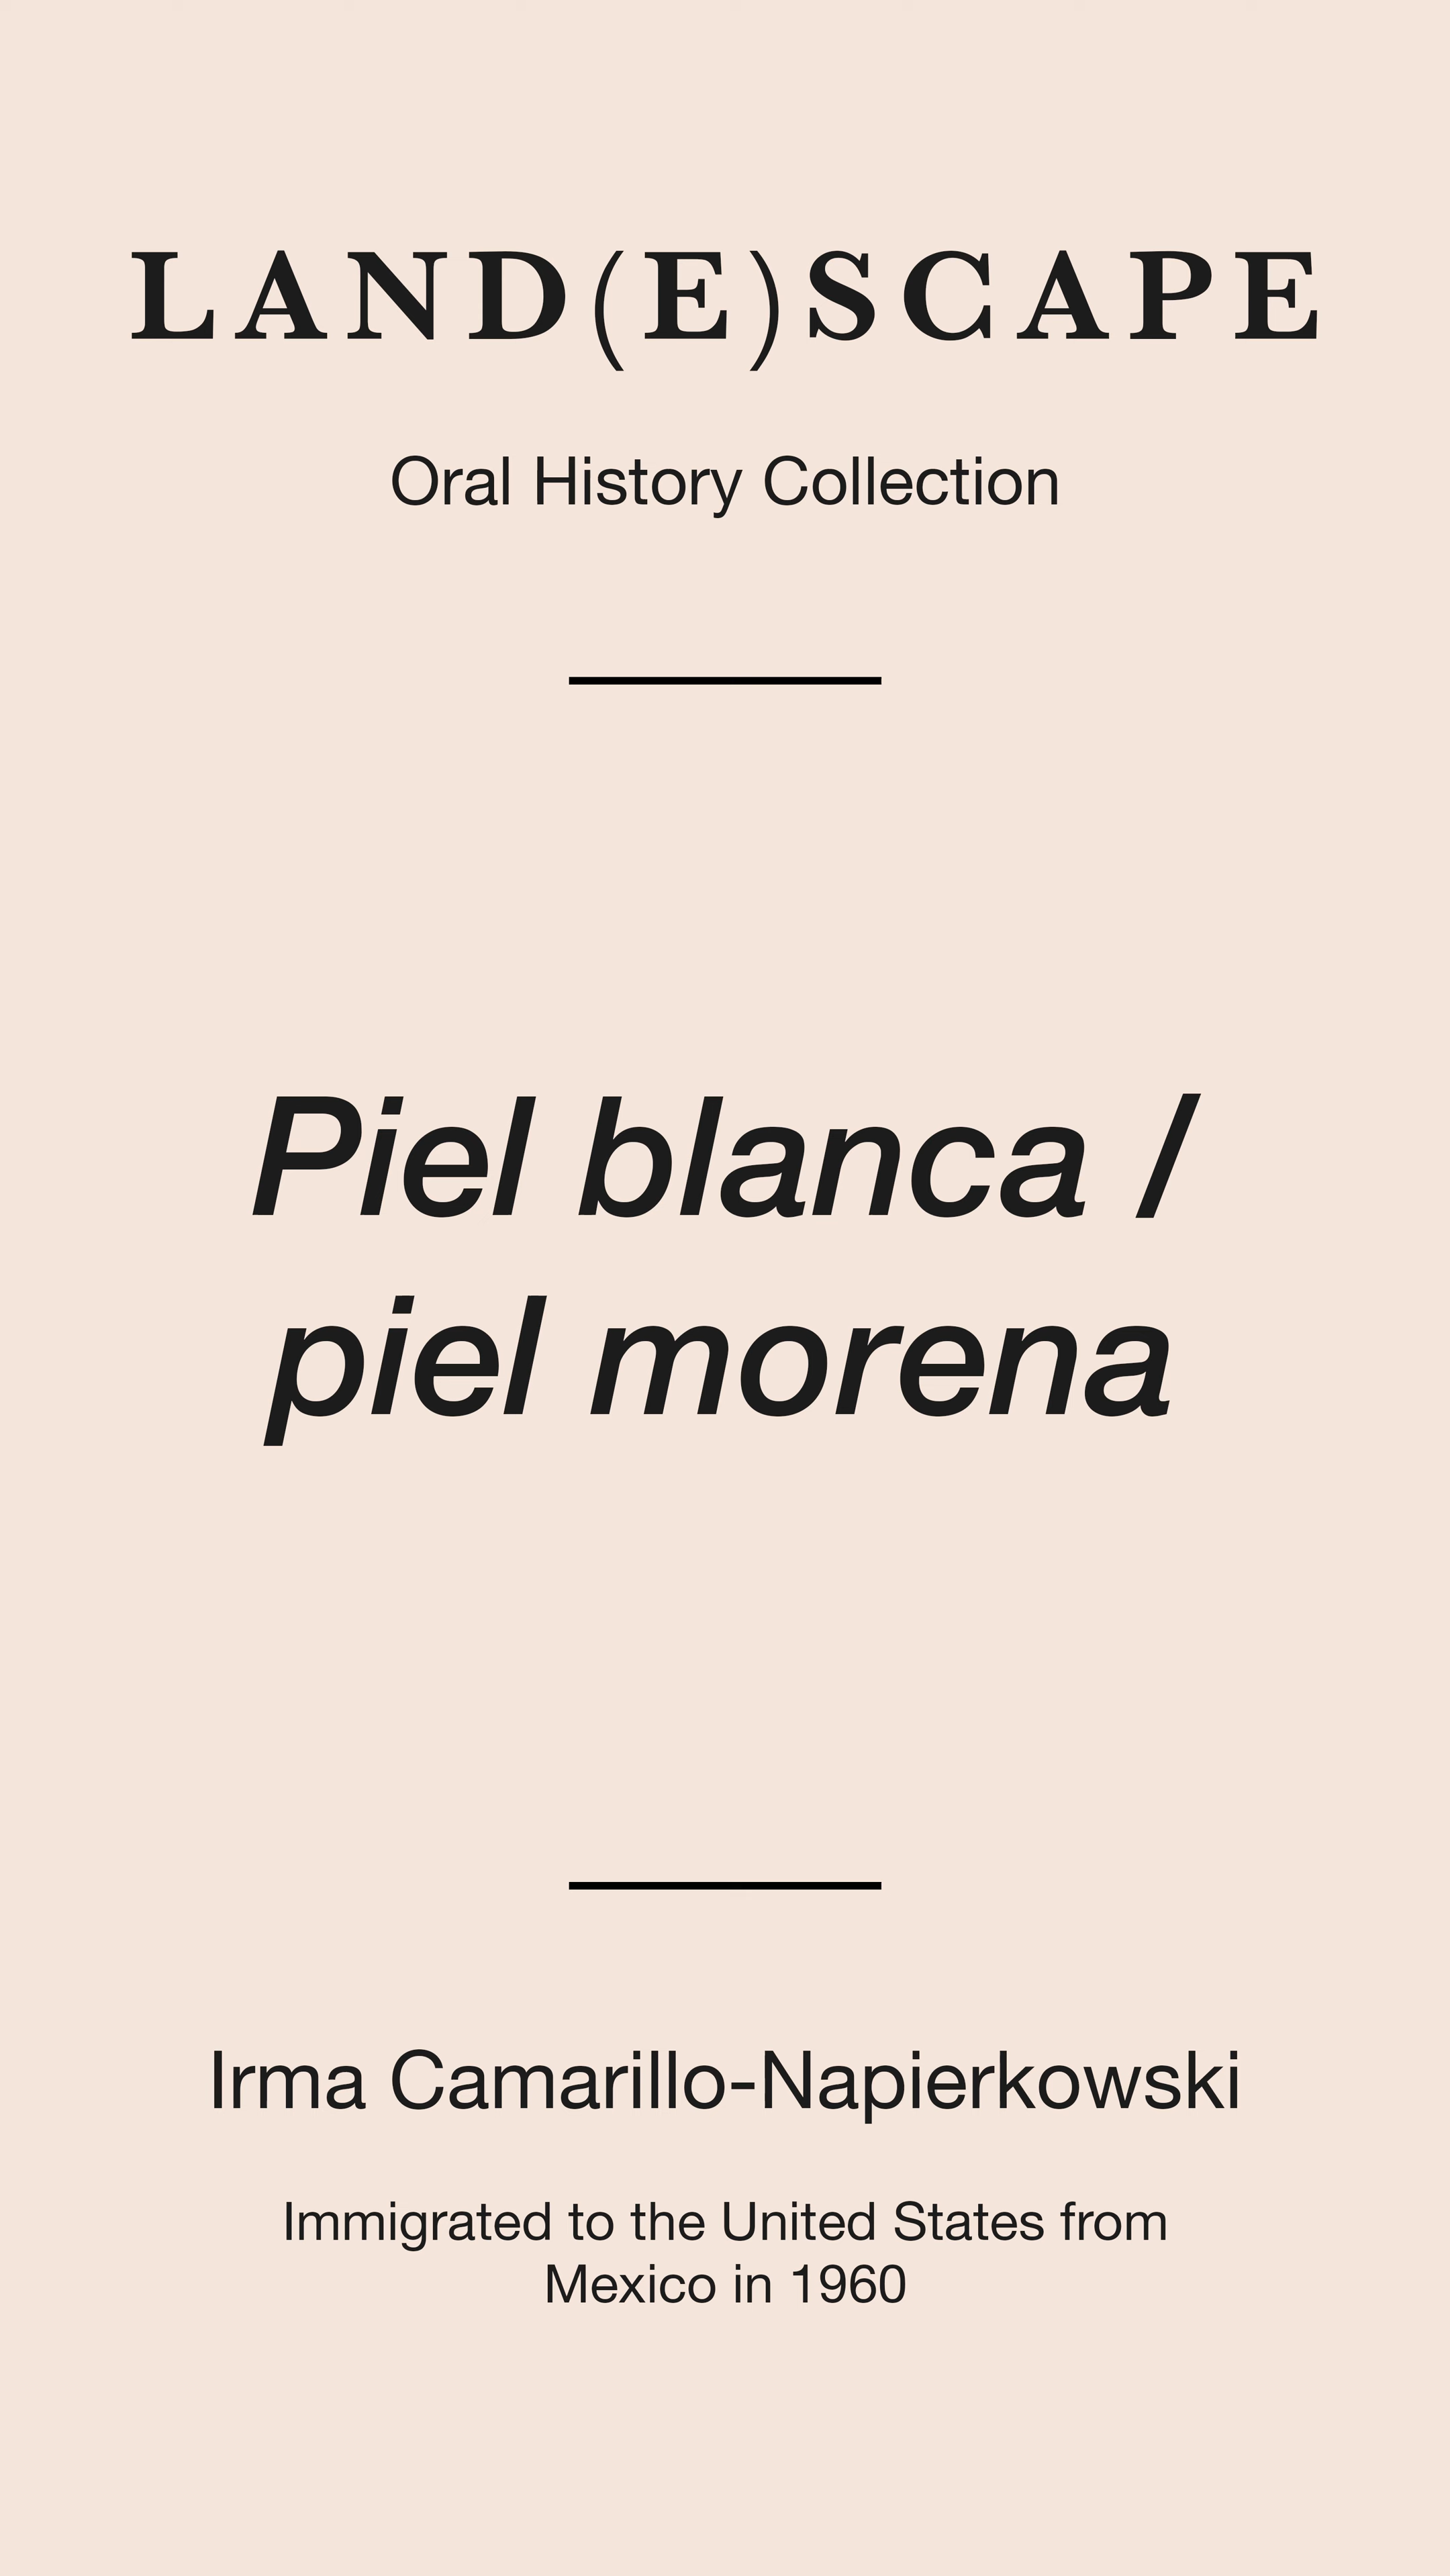 LAND(E)SCAPE
Oral History Collection
Piel blanca /
piel morena
Irma Camarillo-Napierkowski
Immigrated to the United States from
Mexico in 1960